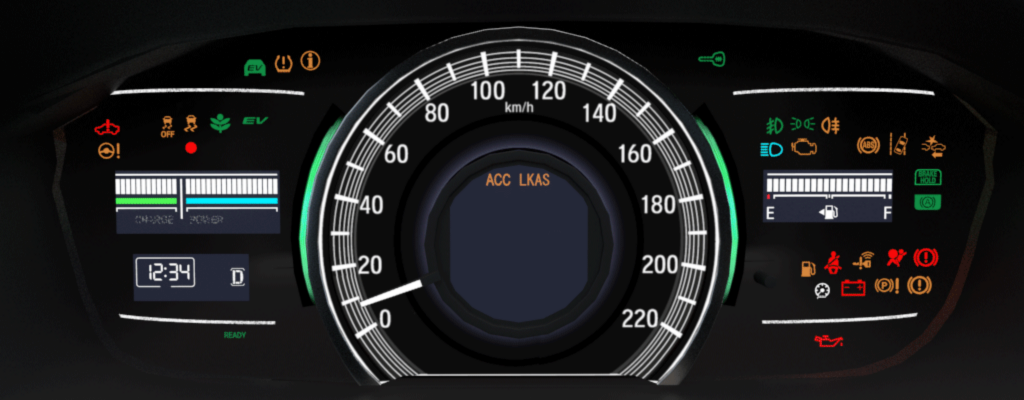 EV
OFF
EV
12:34
D
READY
0
20
40
60
80
100
120
140
160
180
200
220
km/h
ACC LKAS
ABS
E
F
BRAKE HOLD
A
P
CHARGE
POWER